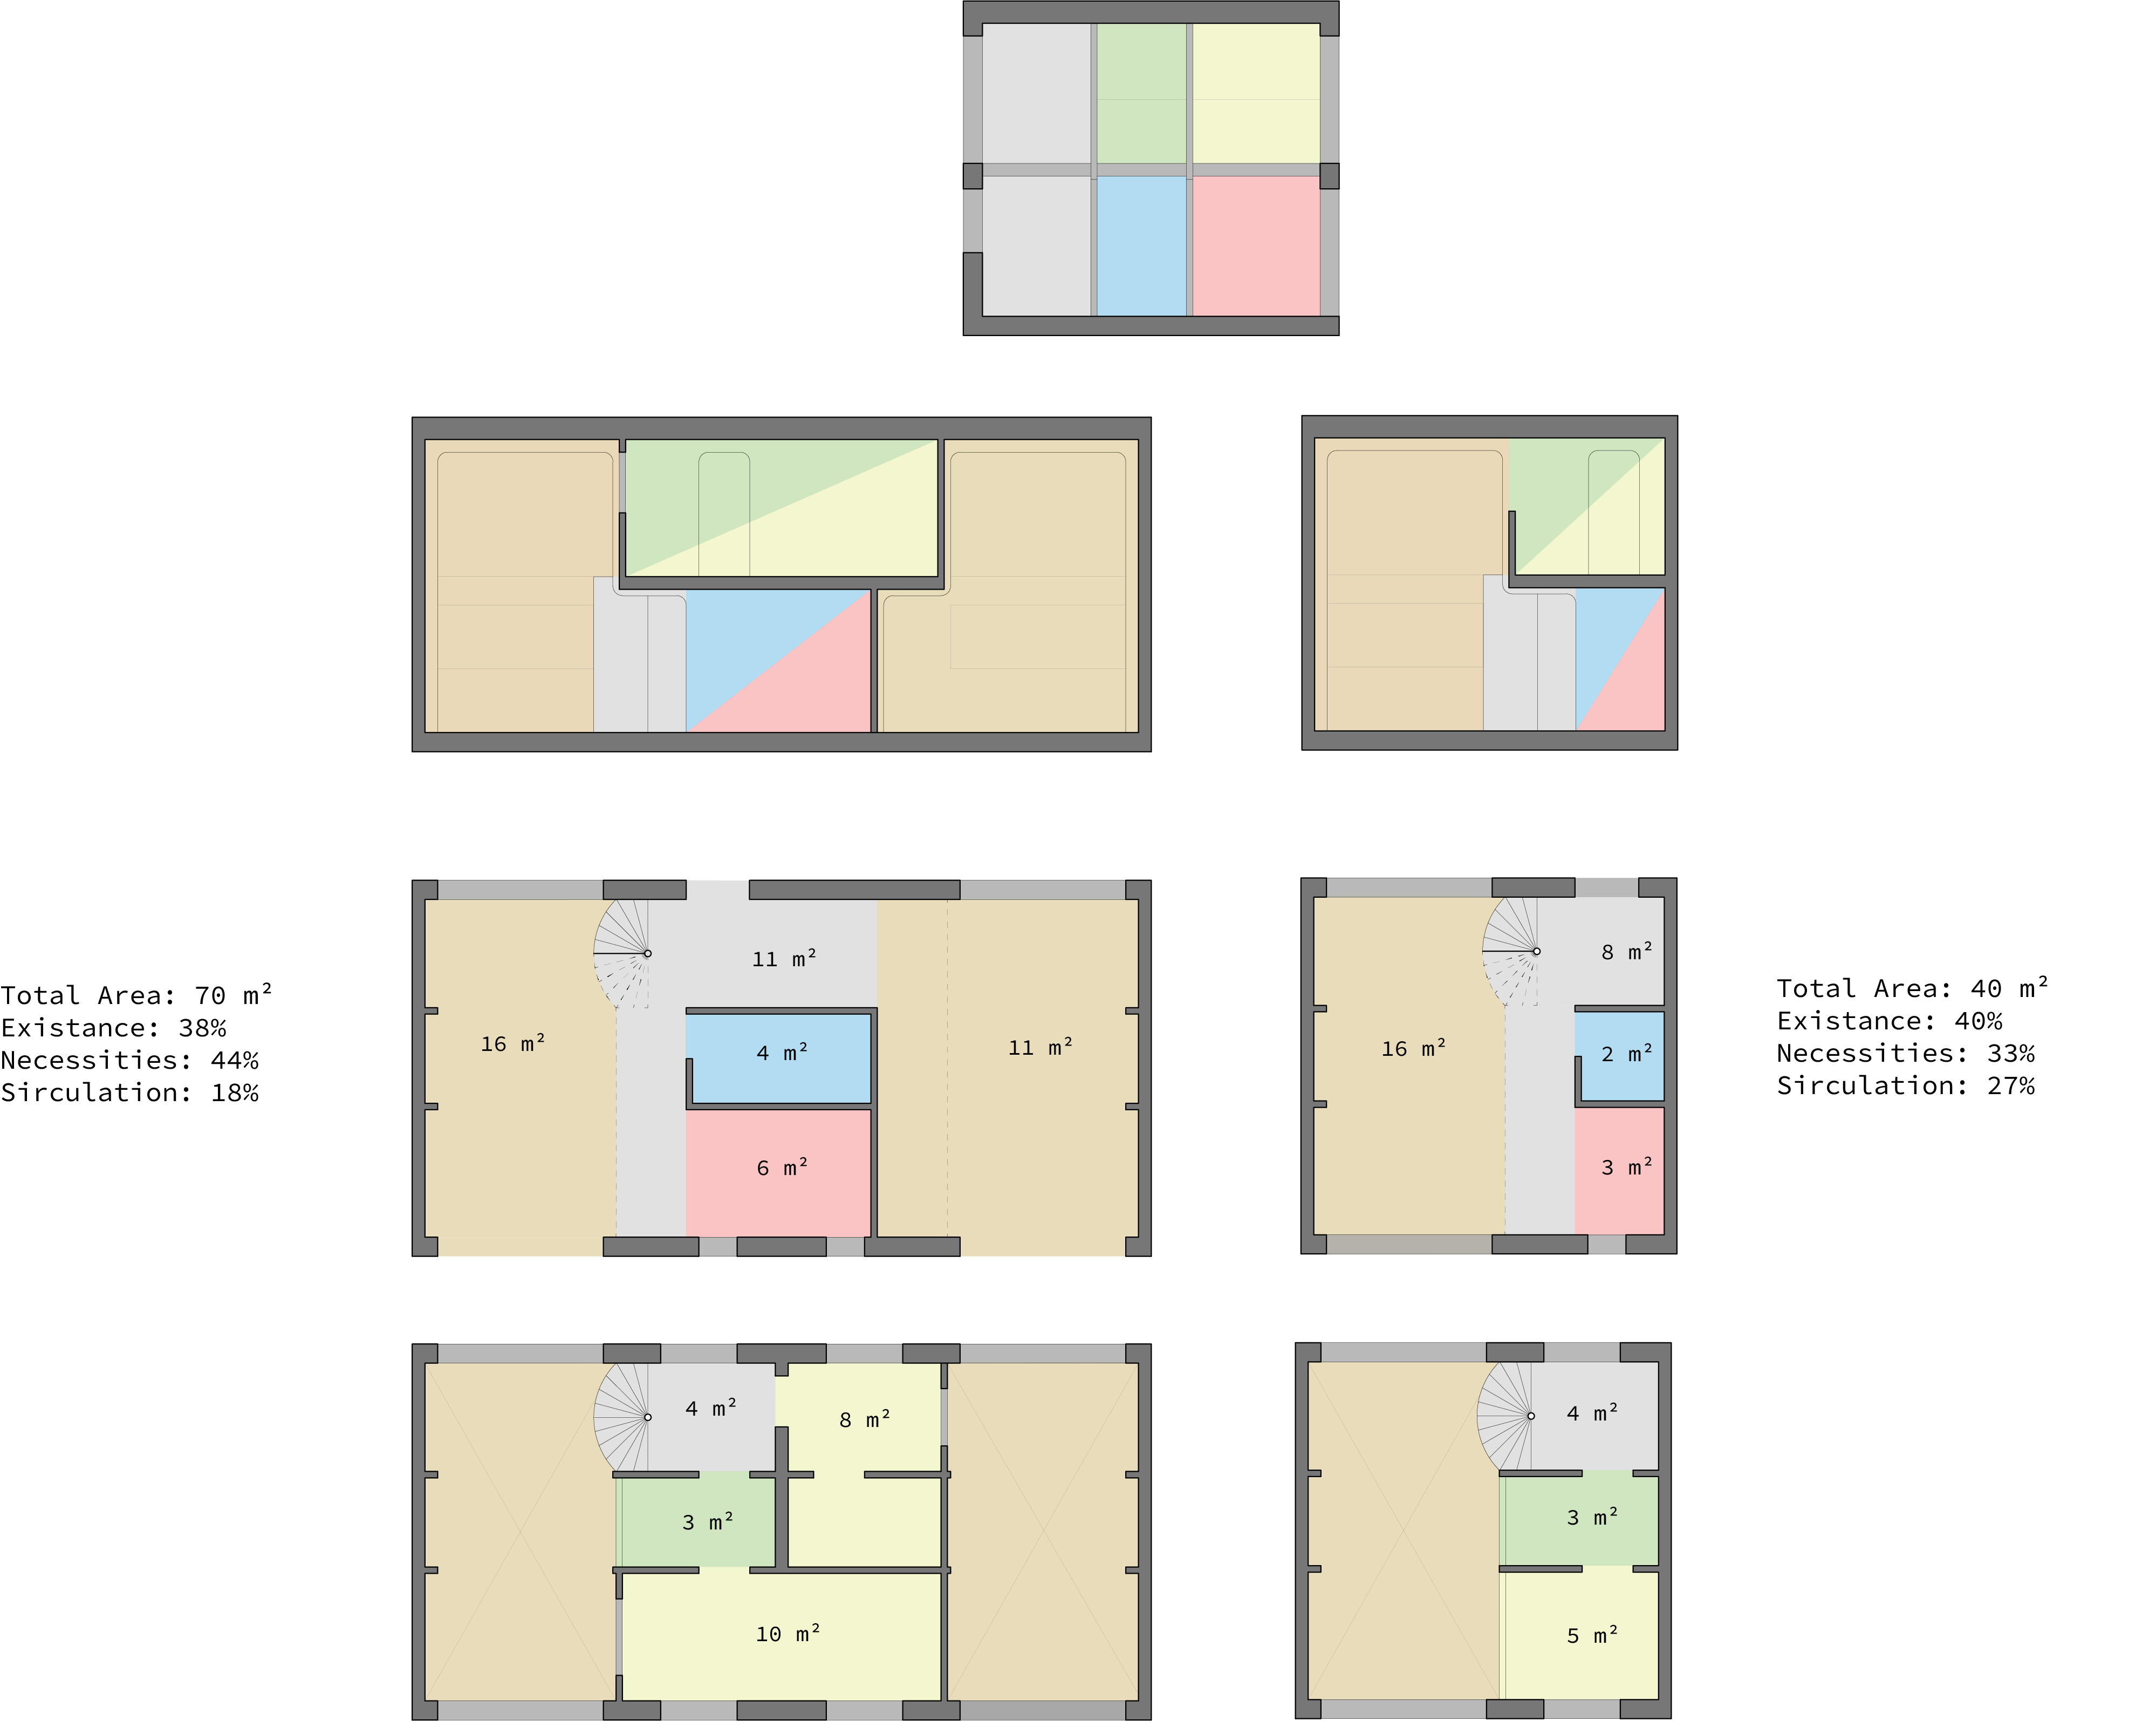 Total Area: 70 m²
Existance: 38%
Necessities: 44%
Sirculation: 18%
16 m²
11 m²
4 m²
6 m²
11 m²
8 m²
16 m²
2 m²
3 m²
Total Area: 40 m²
Existance: 40%
Necessities: 33%
Sirculation: 27%
4 m²
8 m²
3 m²
10 m²
4 m²
3 m²
5 m²